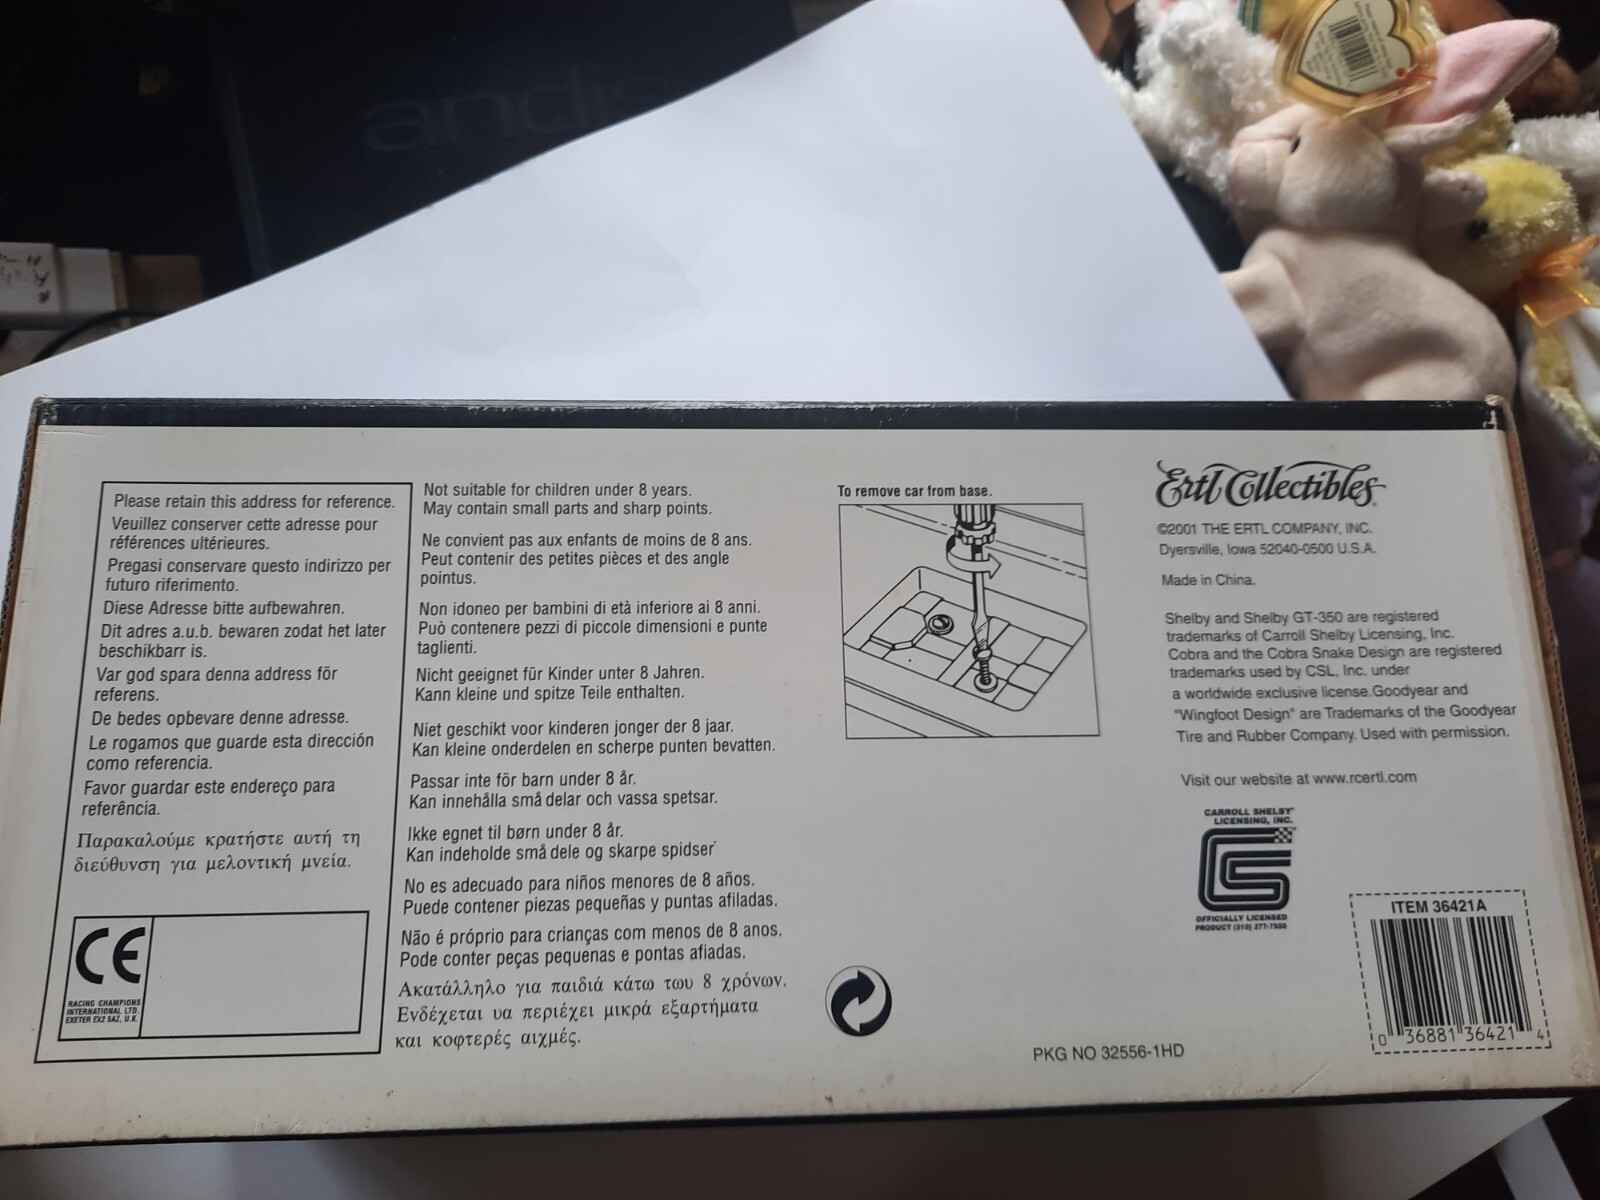 andis
Please retain this address for reference.
Veuillez conserver cette adresse pour
références ultérieures.
Pregasi conservare questo indirizzo per
futuro riferimento.
Diese Adresse bitte aufbewahren.
Dit adres a.u.b. bewaren zodat het later
beschikbarr is.
Var god spara denna address för
referens.
De bedes opbevare denne adresse.
Le rogamos que guarde esta dirección
como referencia.
Favor guardar este endereço para
referência.
Παρακαλούμε κρατήστε αυτή τη
διεύθυνση για μελοντική μνεία.
CE
RACING CHAMPIONS
INTERNATIONAL LTD.
EXETER EX2 5AZ, U.K.
Not suitable for children under 8 years.
May contain small parts and sharp points.
Ne convient pas aux enfants de moins de 8 ans.
Peut contenir des petites pièces et des angle
pointus.
Non idoneo per bambini di età inferiore ai 8 anni.
Può contenere pezzi di piccole dimensioni e punte
taglienti.
Nicht geeignet für Kinder unter 8 Jahren.
Kann kleine und spitze Teile enthalten.
Niet geschikt voor kinderen jonger der 8 jaar.
Kan kleine onderdelen en scherpe punten bevatten.
Passar inte för barn under 8 år.
Kan innehålla små delar och vassa spetsar.
Ikke egnet til børn under 8 år.
Kan indeholde små dele og skarpe spidser
No es adecuado para niños menores de 8 años.
Puede contener piezas pequeñas y puntas afiladas.
Não é próprio para crianças com menos de 8 anos.
Pode conter peças pequenas e pontas afiadas.
Ακατάλληλο για παιδιά κάτω του 8 χρόνων.
Ενδέχεται υα περιέχει μικρά εξαρτήματα
και κοφτερές αιχμές.
To remove car from base.
PKG NO 32556-1HD
Ertl Collectibles®
©2001 THE ERTL COMPANY, INC.
Dyersville, Iowa 52040-0500 U.S.A.
Made in China.
Shelby and Shelby GT-350 are registered
trademarks of Carroll Shelby Licensing, Inc.
Cobra and the Cobra Snake Design are registered
trademarks used by CSL, Inc. under
a worldwide exclusive license.Goodyear and
"Wingfoot Design" are Trademarks of the Goodyear
Tire and Rubber Company. Used with permission.
Visit our website at www.rcertl.com
CARROLL SHELBY
LICENSING, INC.
CS
OFFICIALLY LICENSED
PRODUCT (310) 277-7950
ITEM 36421A
0 36881 36421 4